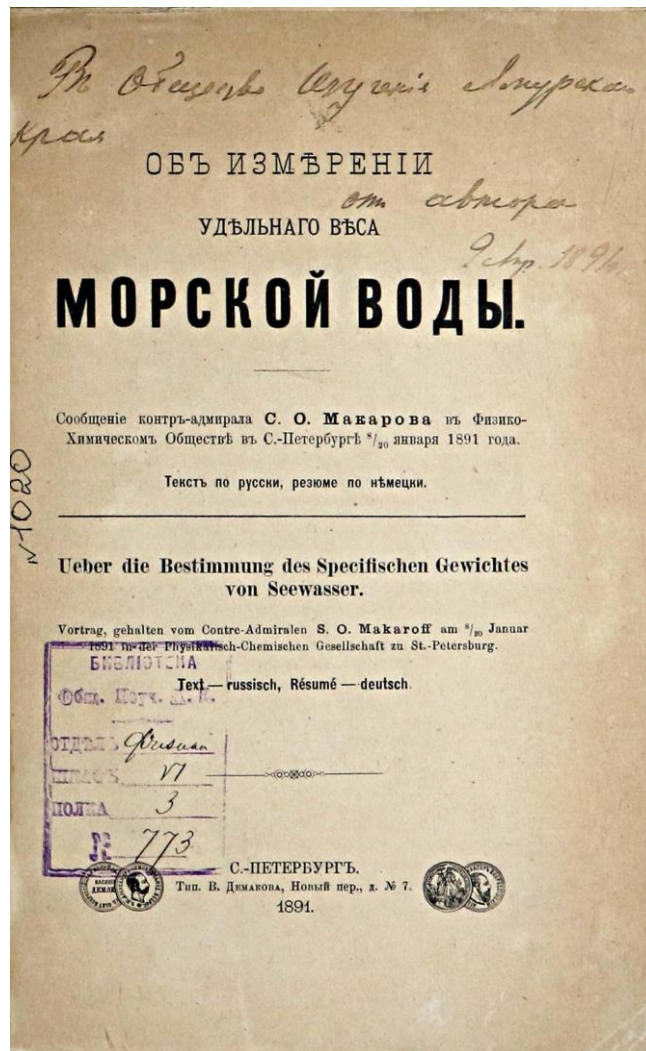 Въ Общество Изученія Амурскаго
края
ОБЪ ИЗМѢРЕНІИ
отъ автора
УДѢЛЬНАГО ВѢСА
МОРСКОЙ ВОДЫ.
Сообщеніе контръ-адмирала С. О. Макарова въ Физико-
Химическомъ Обществѣ въ С.-Петербургѣ 8/20 января 1891 года.
Текстъ по русски, резюме по нѣмецки.
№1020
Ueber die Bestimmung des Specifischen Gewichtes
von Seewasser.
Vortrag, gehalten vom Contre-Admiralen S. O. Makaroff am 8/20 Januar
1891 in der Physikalisch-Chemischen Gesellschaft zu St.-Petersburg.
Text — russisch, Résumé — deutsch.
БИБЛІОТЕКА
Общ. Изуч. А. К.
ОТДѢЛЪ Физика
ШКАФЪ VI
ПОЛКА 3
№ 773
С.-ПЕТЕРБУРГЪ.
Тип. В. Демакова, Новый пер., д. № 7.
1891.